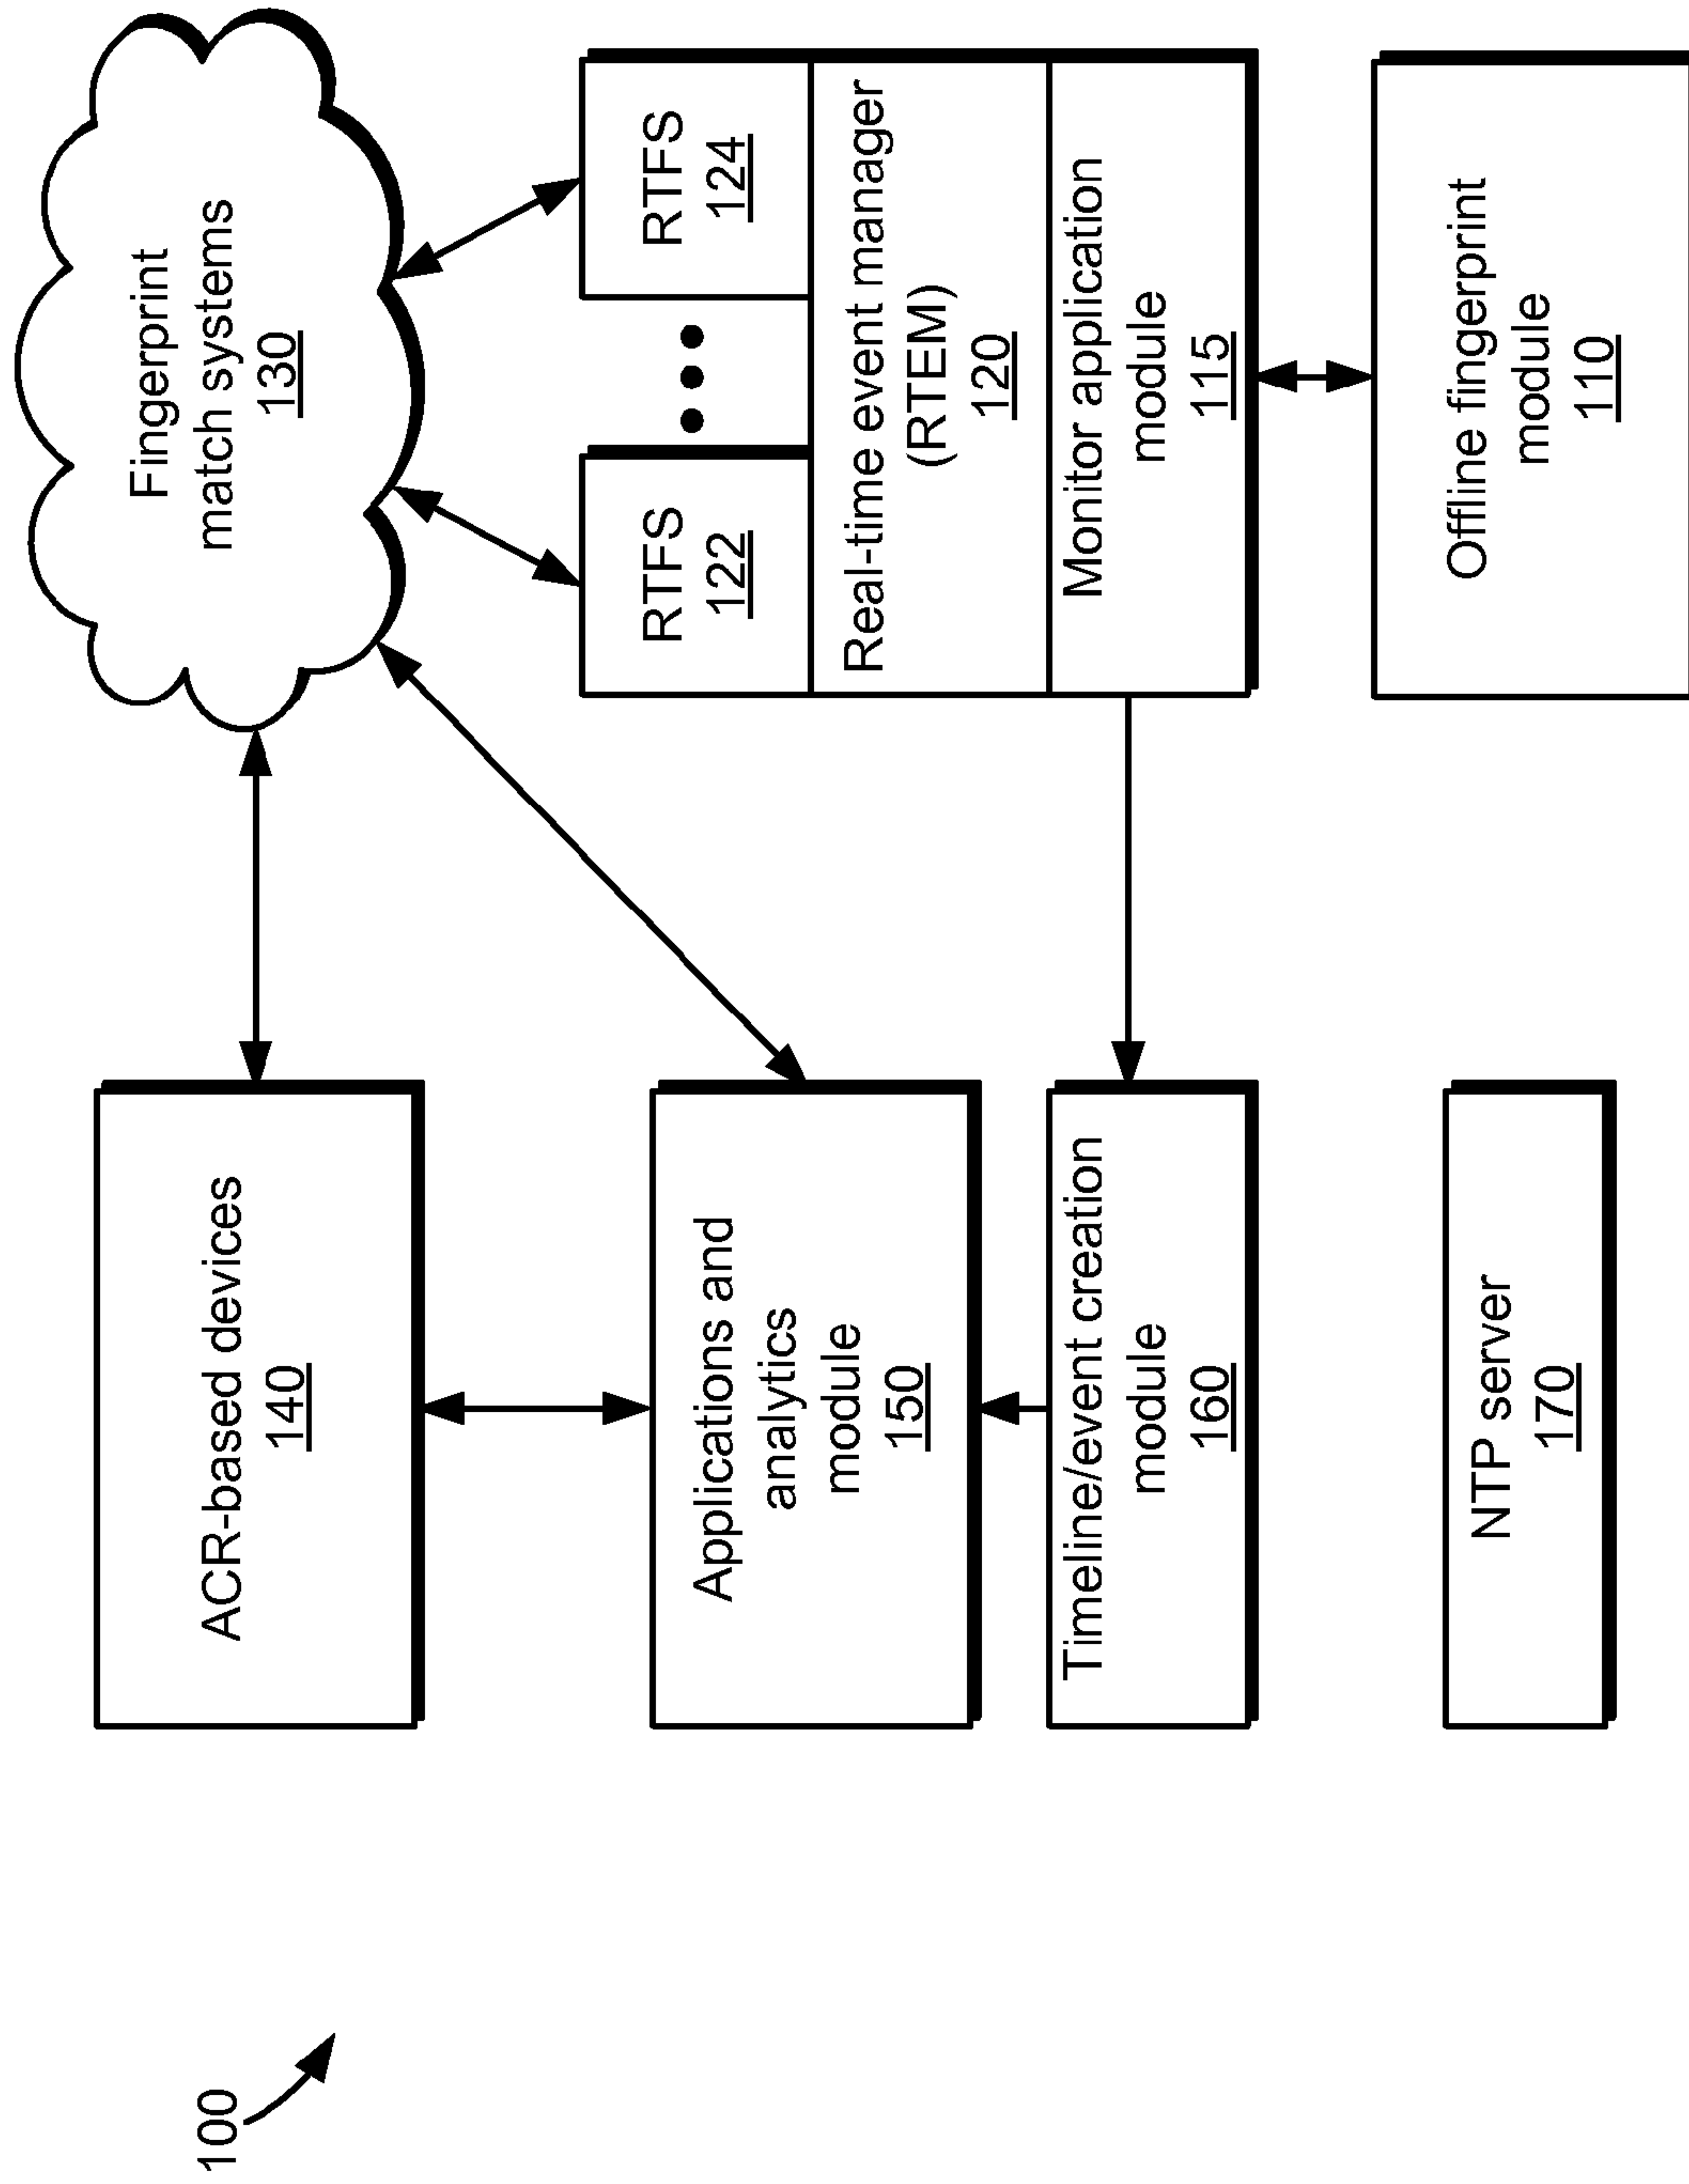 100
ACR-based devices
140
Fingerprint
match systems
130
Applications and
analytics
module
150
RTFS
122
RTFS
124
Real-time event manager
(RTEM)
120
Timeline/event creation
module
160
Monitor application
module
115
NTP server
170
Offline fingerprint
module
110